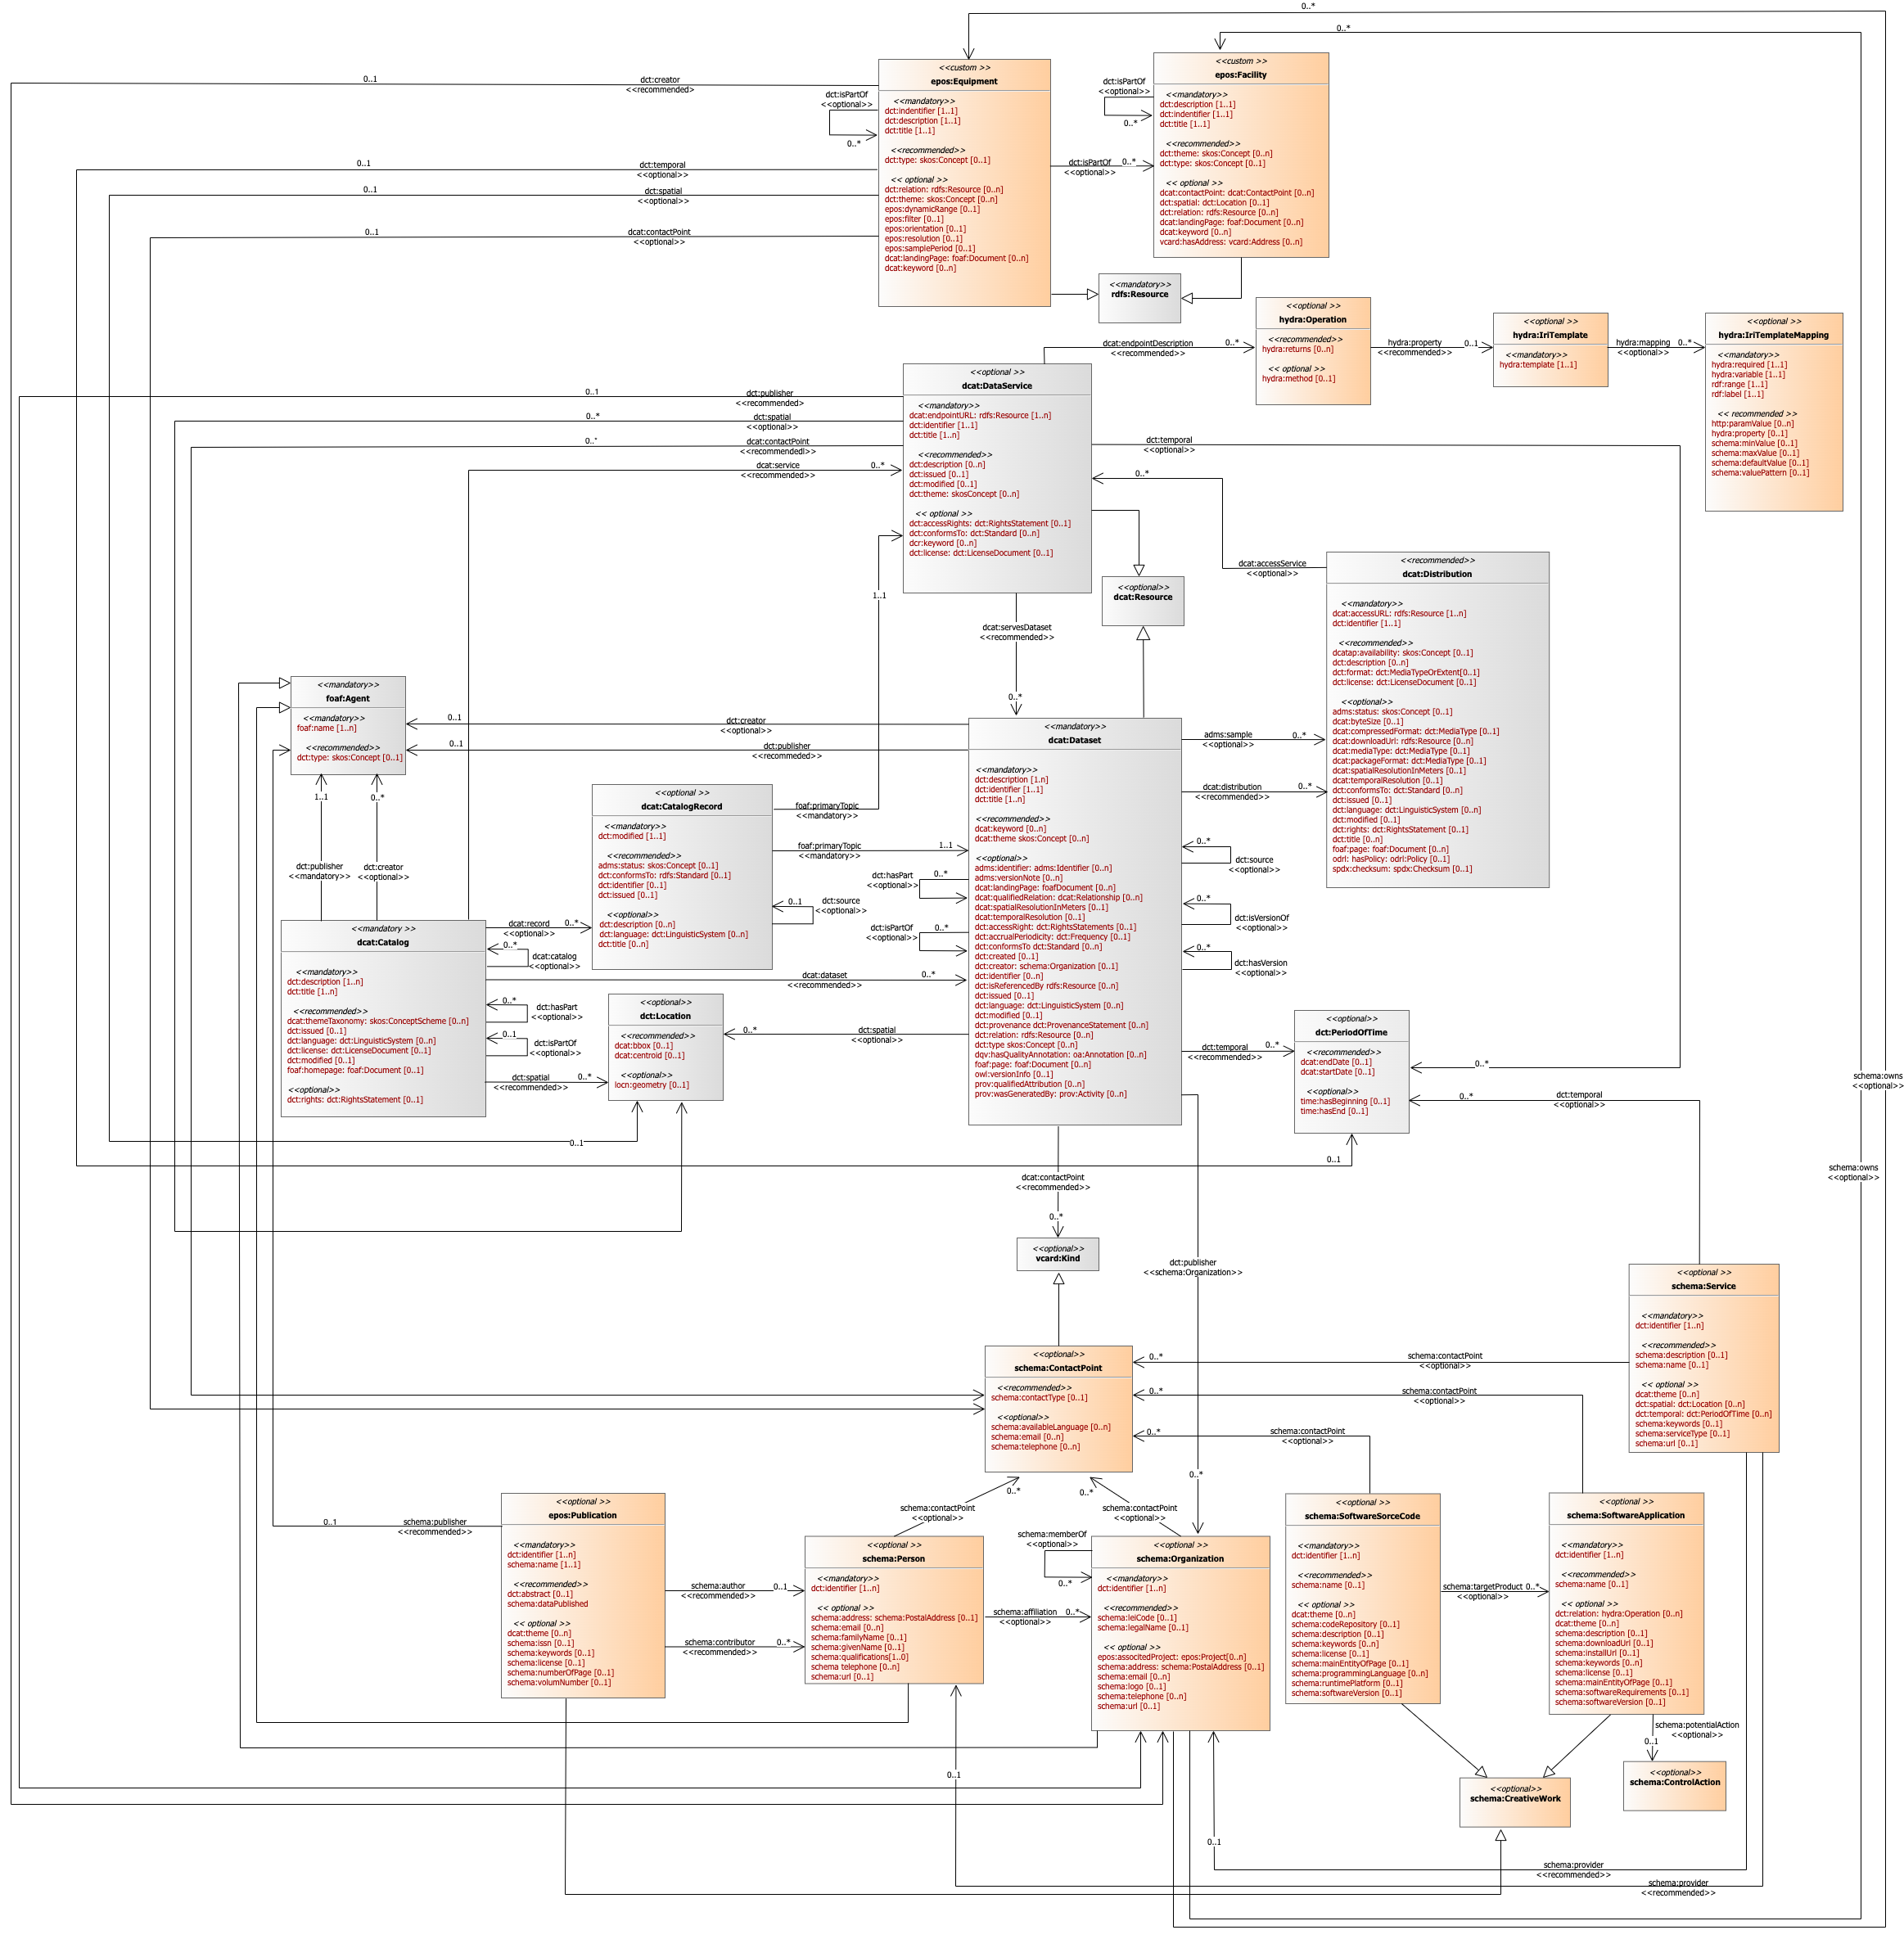 0..*
0..*
<<custom >>
epos:Equipment
<<mandatory>>
dct:indentifier [1..1]
dct:description [1..1]
dct:title [1..1]
<<recommended>>
dct:type: skos:Concept [0..1]
<< optional >>
dct:relation: rdfs:Resource [0..n]
dct:theme: skos:Concept [0..n]
epos:dynamicRange [0..1]
epos:filter [0..1]
epos:orientation [0..1]
epos:resolution [0..1]
epos:samplePeriod [0..1]
dcat:landingPage: foaf:Document [0..n]
dcat:keyword [0..n]
<<custom >>
epos:Facility
<<mandatory>>
dct:description [1..1]
dct:indentifier [1..1]
dct:title [1..1]
<<recommended>>
dct:theme: skos:Concept [0..n]
dct:type: skos:Concept [0..1]
<< optional >>
dcat:contactPoint: dcat:ContactPoint [0..n]
dct:spatial: dct:Location [0..1]
dct:relation: rdfs:Resource [0..n]
dcat:landingPage: foaf:Document [0..n]
dcat:keyword [0..n]
vcard:hasAddress: vcard:Address [0..n]
0..1
dct:creator
<<recommended>
dct:isPartOf
<<optional>>
0..*
dct:isPartOf
<<optional>>
0..*
0..1
dct:temporal
<<optional>>
0..1
dct:spatial
<<optional>>
0..1
dcat:contactPoint
<<optional>>
dct:isPartOf
0..*
<<optional>>
<<mandatory>>
rdfs:Resource
<<optional >>
hydra:Operation
<<recommended>>
hydra:returns [0..n]
<< optional >>
hydra:method [0..1]
<<optional >>
hydra:IriTemplate
<<mandatory>>
hydra:template [1..1]
<<optional >>
hydra:IriTemplateMapping
<<mandatory>>
hydra:required [1..1]
hydra:variable [1..1]
rdf:range [1..1]
rdf:label [1..1]
<< recommended >>
http:paramValue [0..n]
hydra:property [0..1]
schema:minValue [0..1]
schema:maxValue [0..1]
schema:defaultValue [0..1]
schema:valuePattern [0..1]
dcat:endpointDescription
0..*
<<recommended>>
hydra:property
0..1
<<recommended>>
hydra:mapping
0..*
<<optional>>
<<optional >>
dcat:DataService
<<mandatory>>
dcat:endpointURL: rdfs:Resource [1..n]
dct:identifier [1..1]
dct:title [1..n]
<<recommended>>
dct:description [0..n]
dct:issued [0..1]
dct:modified [0..1]
dct:theme: skosConcept [0..n]
<< optional >>
dct:accessRights: dct:RightsStatement [0..1]
dct:conformsTo: dct:Standard [0..n]
dcr:keyword [0..n]
dct:license: dct:LicenseDocument [0..1]
0..1
dct:publisher
<<recommended>
0..*
dct:spatial
<<optional>>
0..*
dcat:contactPoint
<<recommendedl>>
dcat:service
0..*
<<recommended>>
dct:temporal
<<optional>>
0..*
dcat:accessService
<<optional>>
1..1
dcat:servesDataset
<<recommended>>
0..*
<<optional>>
dcat:Resource
<<recommended>>
dcat:Distribution
<<mandatory>>
dcat:accessURL: rdfs:Resource [1..n]
dct:identifier [1..1]
<<recommended>>
dcatap:availability: skos:Concept [0..1]
dct:description [0..n]
dct:format: dct:MediaTypeOrExtent[0..1]
dct:license: dct:LicenseDocument [0..1]
<<optional>>
adms:status: skos:Concept [0..1]
dcat:byteSize [0..1]
dcat:compressedFormat: dct:MediaType [0..1]
dcat:downloadUrl: rdfs:Resource [0..n]
dcat:mediaType: dct:MediaType [0..1]
dcat:packageFormat: dct:MediaType [0..1]
dcat:spatialResolutionInMeters [0..1]
dcat:temporalResolution [0..1]
dct:conformsTo: dct:Standard [0..n]
dct:issued [0..1]
dct:language: dct:LinguisticSystem [0..n]
dct:modified [0..1]
dct:rights: dct:RightsStatement [0..1]
dct:title [0..n]
foaf:page: foaf:Document [0..n]
odrl: hasPolicy: odrl:Policy [0..1]
spdx:checksum: spdx:Checksum [0..1]
<<mandatory>>
foaf:Agent
<<mandatory>>
foaf:name [1..n]
<<recommended>>
dct:type: skos:Concept [0..1]
0..1
dct:creator
<<optional>>
0..1
dct:publisher
<<recommeded>>
1..1
0..*
dct:publisher
<<mandatory>>
dct:creator
<<optional>>
<<mandatory>>
dcat:Dataset
<<mandatory>>
dct:description [1.n]
dct:identifier [1..1]
dct:title [1..n]
<<recommended>>
dcat:keyword [0..n]
dcat:theme skos:Concept [0..n]
<<optional>>
adms:identifier: adms:Identifier [0..n]
adms:versionNote [0..n]
dcat:landingPage: foafDocument [0..n]
dcat:qualifiedRelation: dcat:Relationship [0..n]
dcat:spatialResolutionInMeters [0..1]
dcat:temporalResolution [0..1]
dct:accessRight: dct:RightsStatements [0..1]
dct:accrualPeriodicity: dct:Frequency [0..1]
dct:conformsTo dct:Standard [0..n]
dct:created [0..1]
dct:creator: schema:Organization [0..1]
dct:identifier [0..n]
dct:isReferencedBy rdfs:Resource [0..n]
dct:issued [0..1]
dct:language: dct:LinguisticSystem [0..n]
dct:modified [0..1]
dct:provenance dct:ProvenanceStatement [0..n]
dct:relation: rdfs:Resource [0..n]
dct:type skos:Concept [0..n]
dqv:hasQualityAnnotation: oa:Annotation [0..n]
foaf:page: foaf:Document [0..n]
owl:versionInfo [0..1]
prov:qualifiedAttribution [0..n]
prov:wasGeneratedBy: prov:Activity [0..n]
adms:sample
0..*
<<optional>>
dcat:distribution
0..*
<<recommended>>
0..*
dct:source
<<optional>>
0..*
dct:isVersionOf
<<optional>>
0..*
dct:hasVersion
<<optional>>
<<optional >>
dcat:CatalogRecord
<<mandatory>>
dct:modified [1..1]
<<recommended>>
adms:status: skos:Concept [0..1]
dct:conformsTo: rdfs:Standard [0..1]
dct:identifier [0..1]
dct:issued [0..1]
<<optional>>
dct:description [0..n]
dct:language: dct:LinguisticSystem [0..n]
dct:title [0..n]
foaf:primaryTopic
<<mandatory>>
foaf:primaryTopic
1..1
<<mandatory>>
0..1
dct:source
<<optional>>
dct:hasPart
0..*
<<optional>>
dct:isPartOf
0..*
<<optional>>
<<mandatory >>
dcat:Catalog
<<mandatory>>
dct:description [1..n]
dct:title [1..n]
<<recommended>>
dcat:themeTaxonomy: skos:ConceptScheme [0..n]
dct:issued [0..1]
dct:language: dct:LinguisticSystem [0..n]
dct:license: dct:LicenseDocument [0..1]
dct:modified [0..1]
foaf:homepage: foaf:Document [0..1]
<<optional>>
dct:rights: dct:RightsStatement [0..1]
dcat:record
0..*
<<optional>>
0..*
dcat:catalog
<<optional>>
dcat:dataset
0..*
<<recommended>>
0..*
dct:hasPart
<<optional>>
0..1
dct:isPartOf
<<optional>>
dct:spatial
0..*
<<recommended>>
<<optional>>
dct:Location
<<recommended>>
dcat:bbox [0..1]
dcat:centroid [0..1]
<<optional>>
locn:geometry [0..1]
0..*
dct:spatial
<<optional>>
dct:temporal
0..*
<<recommended>>
<<optional>>
dct:PeriodOfTime
<<recommended>>
dcat:endDate [0..1]
dcat:startDate [0..1]
<<optional>>
time:hasBeginning [0..1]
time:hasEnd [0..1]
0..*
0..*
dct:temporal
<<optional>>
schema:owns
<<optional>>
0..1
0..1
schema:owns
<<optional>>
dcat:contactPoint
<<recommended>>
0..*
<<optional>>
vcard:Kind
dct:publisher
<<schema:Organization>>
0..*
<<optional >>
schema:Service
<<mandatory>>
dct:identifier [1..n]
<<recommended>>
schema:description [0..1]
schema:name [0..1]
<< optional >>
dcat:theme [0..n]
dct:spatial: dct:Location [0..n]
dct:temporal: dct:PeriodOfTime [0..n]
schema:keywords [0..1]
schema:serviceType [0..1]
schema:url [0..1]
<<optional>>
schema:ContactPoint
<<recommended>>
schema:contactType [0..1]
<<optional>>
schema:availableLanguage [0..n]
schema:email [0..n]
schema:telephone [0..n]
0..*
schema:contactPoint
<<optional>>
0..*
schema:contactPoint
<<optional>>
0..*
schema:contactPoint
<<optional>>
schema:contactPoint
<<optional>>
0..*
0..*
schema:contactPoint
<<optional>>
<<optional >>
epos:Publication
<<mandatory>>
dct:identifier [1..n]
schema:name [1..1]
<<recommended>>
dct:abstract [0..1]
schema:dataPublished
<< optional >>
dcat:theme [0..n]
schema:issn [0..1]
schema:keywords [0..1]
schema:license [0..1]
schema:numberOfPage [0..1]
schema:volumNumber [0..1]
0..1
schema:publisher
<<recommended>>
schema:author
0..1
<<recommended>>
schema:contributor
0..*
<<recommended>>
<<optional >>
schema:Person
<<mandatory>>
dct:identifier [1..n]
<< optional >>
schema:address: schema:PostalAddress [0..1]
schema:email [0..n]
schema:familyName [0..1]
schema:givenName [0..1]
schema:qualifications[1..0]
schema telephone [0..n]
schema:url [0..1]
schema:affiliation
0..*
<<optional>>
schema:memberOf
<<optional>>
0..*
<<optional >>
schema:Organization
<<mandatory>>
dct:identifier [1..n]
<<recommended>>
schema:leiCode [0..1]
schema:legalName [0..1]
<< optional >>
epos:associtedProject: epos:Project[0..n]
schema:address: schema:PostalAddress [0..1]
schema:email [0..n]
schema:logo [0..1]
schema:telephone [0..n]
schema:url [0..1]
<<optional >>
schema:SoftwareSorceCode
<<mandatory>>
dct:identifier [1..n]
<<recommended>>
schema:name [0..1]
<< optional >>
dcat:theme [0..n]
schema:codeRepository [0..1]
schema:description [0..1]
schema:keywords [0..n]
schema:license [0..1]
schema:mainEntityOfPage [0..1]
schema:programmingLanguage [0..n]
schema:runtimePlatform [0..1]
schema:softwareVersion [0..1]
schema:targetProduct
0..*
<<optional>>
<<optional >>
schema:SoftwareApplication
<<mandatory>>
dct:identifier [1..n]
<<recommended>>
schema:name [0..1]
<< optional >>
dct:relation: hydra:Operation [0..n]
dcat:theme [0..n]
schema:description [0..1]
schema:downloadUrl [0..1]
schema:installUrl [0..1]
schema:keywords [0..n]
schema:license [0..1]
schema:mainEntityOfPage [0..1]
schema:softwareRequirements [0..1]
schema:softwareVersion [0..1]
schema:potentialAction
<<optional>>
0..1
<<optional>>
schema:ControlAction
<<optional>>
schema:CreativeWork
0..1
0..1
schema:provider
<<recommended>>
schema:provider
<<recommended>>